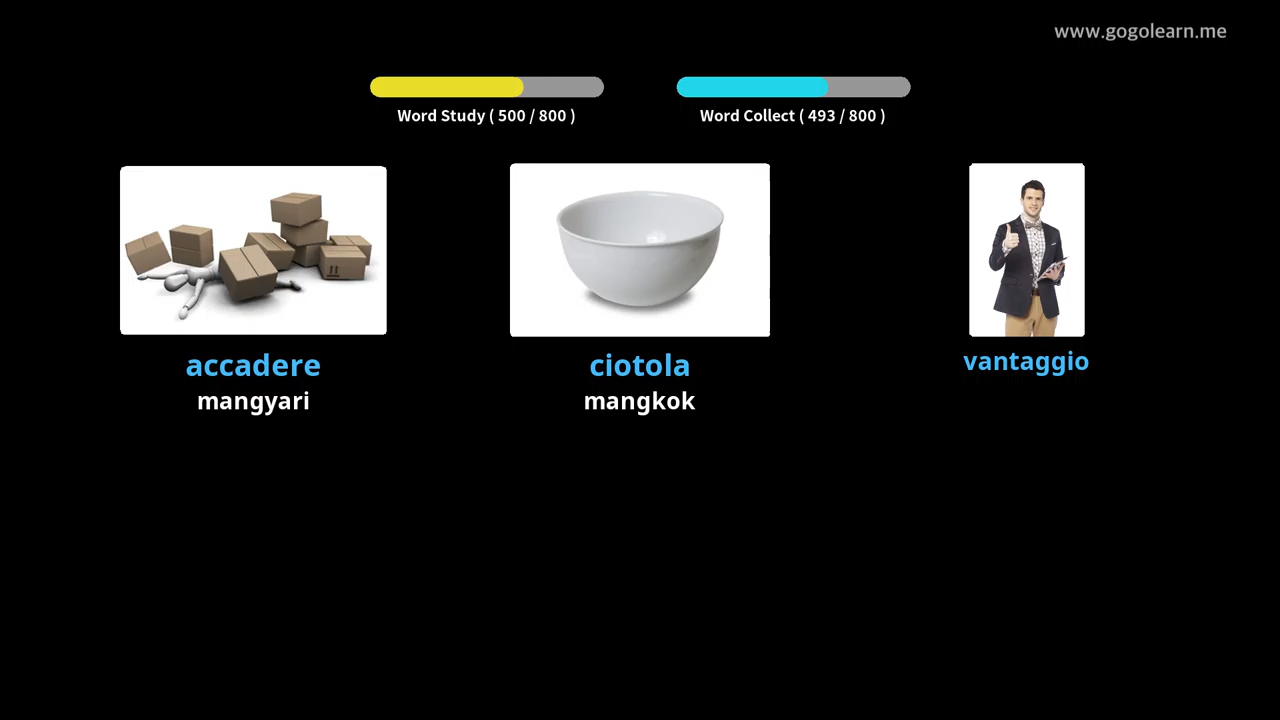 www.gogolearn.me
Word Study ( 500 / 800 )
Word Collect ( 493 / 800 )
accadere
mangyari
ciotola
mangkok
vantaggio